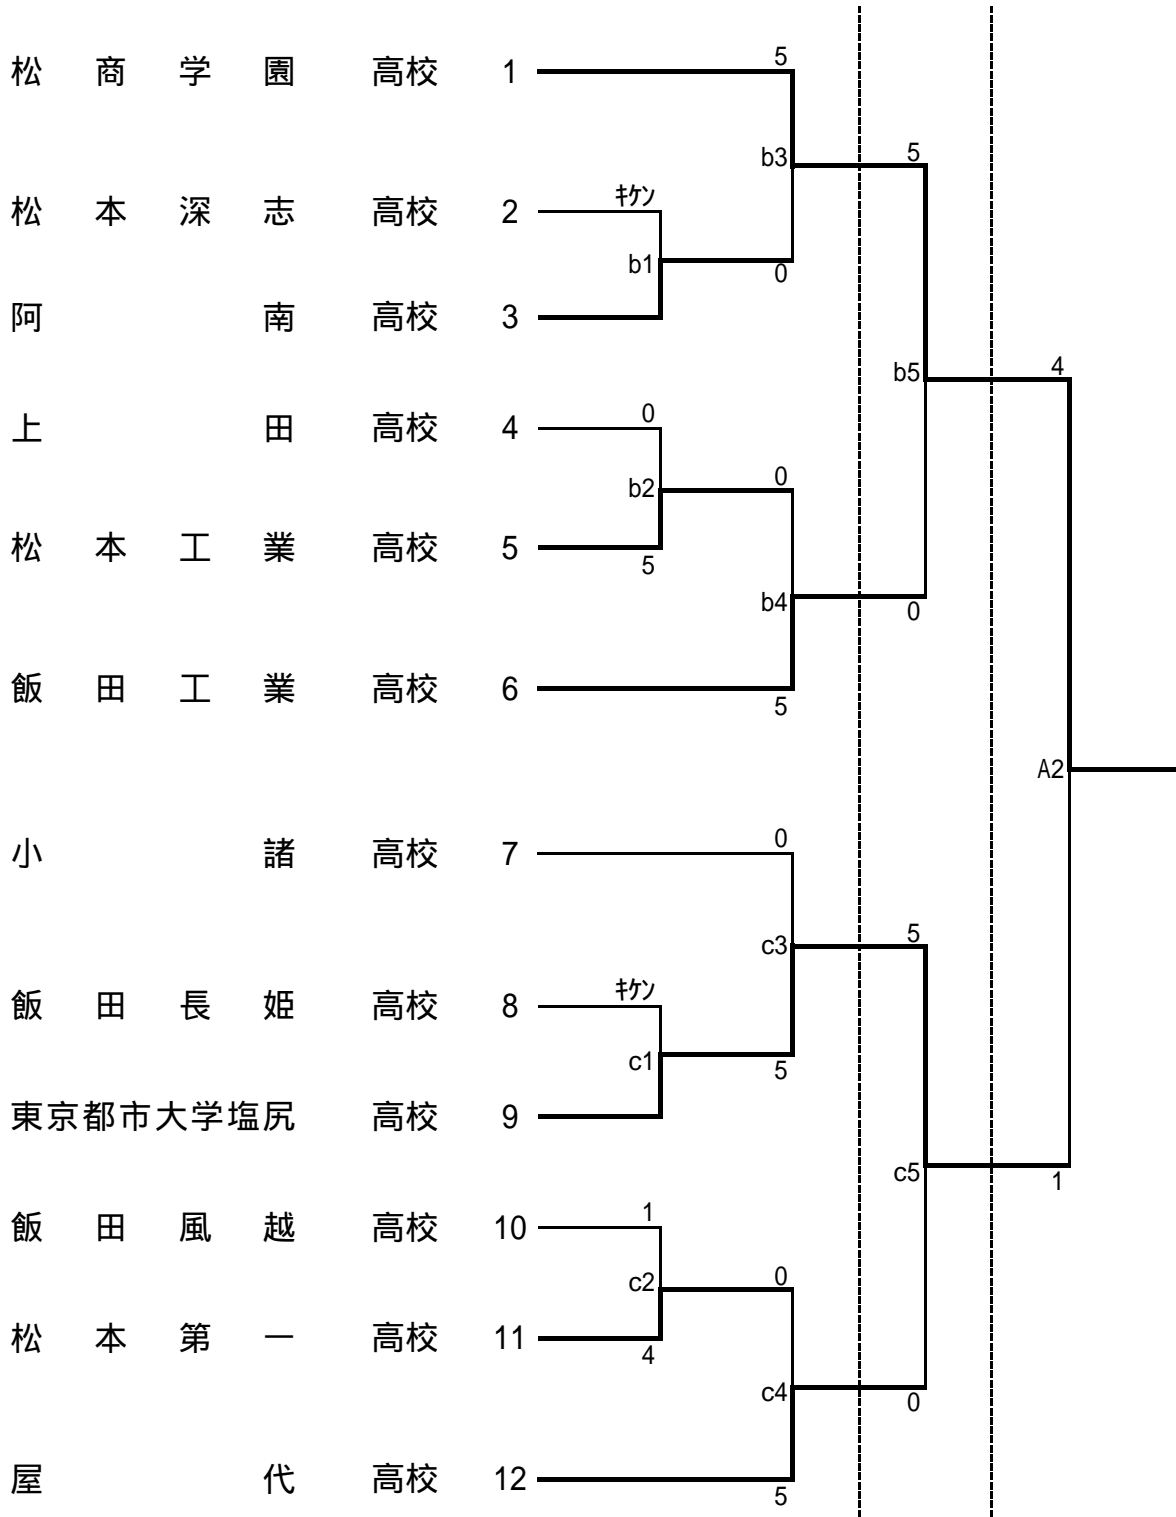 5
松商学園 高校 1
b3 5
松本深志 高校 2 ｷｹﾝ
b1 0
阿南 高校 3
b5 4
上田 高校 4 0
b2 0
松本工業 高校 5
5
b4 0
飯田工業 高校 6
5
A2
小諸 高校 7 0
c3 5
飯田長姫 高校 8 ｷｹﾝ
c1 5
東京都市大学塩尻 高校 9
c5 1
飯田風越 高校 10 1
c2 0
松本第一 高校 11
4
c4 0
屋代 高校 12
5